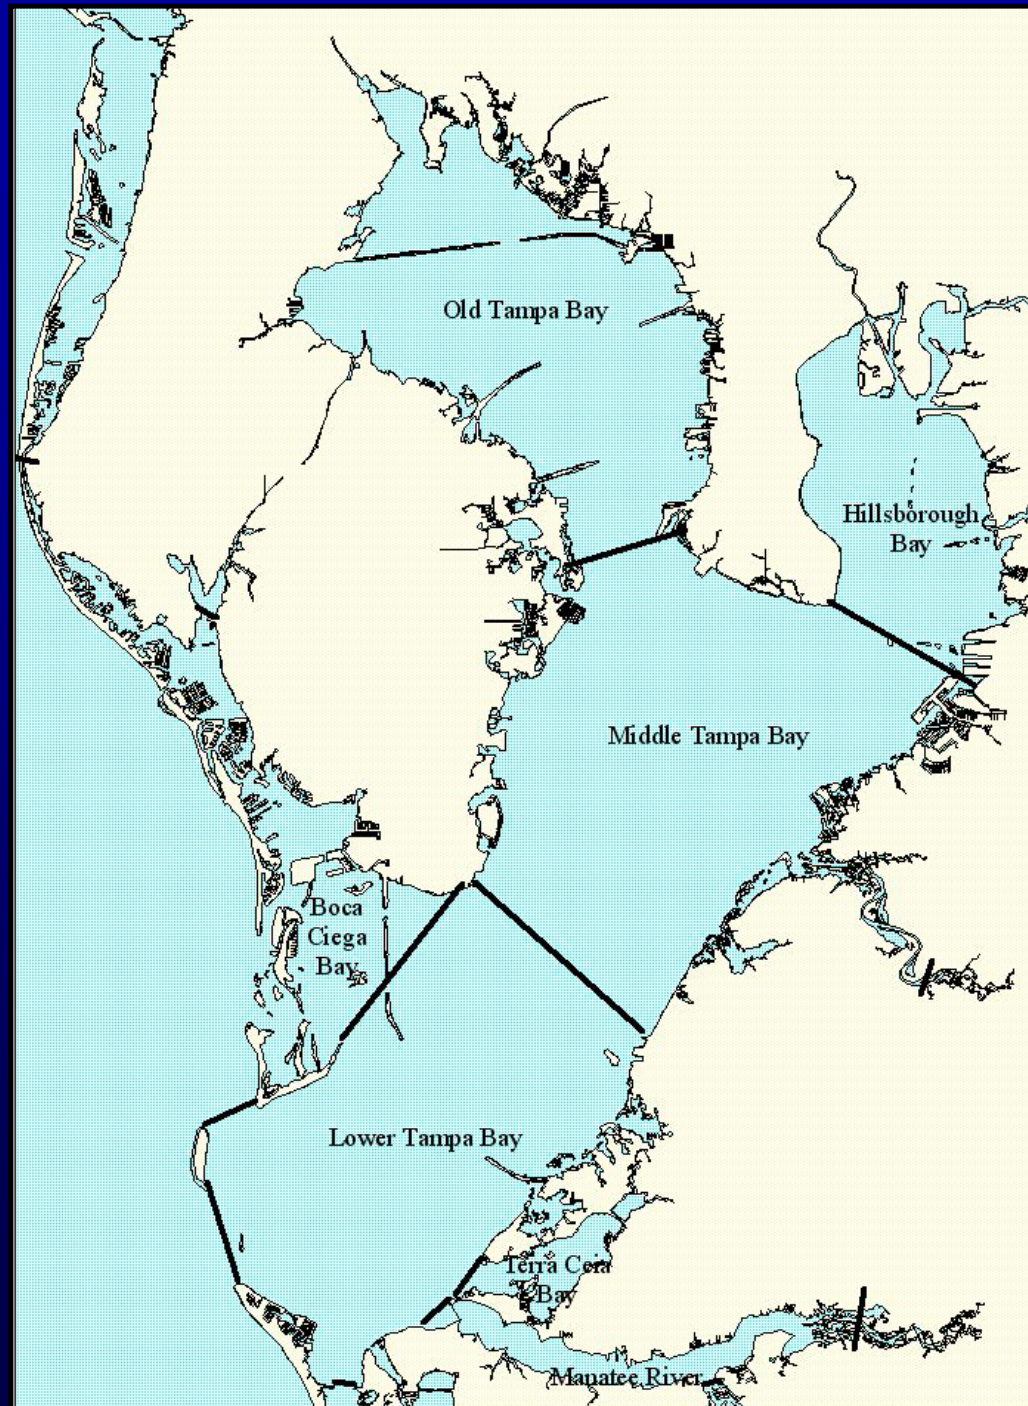 Old Tampa Bay
Hillsborough
Bay
Middle Tampa Bay
Boca
Ciega
Bay
Lower Tampa Bay
Terra Ceia
Bay
Manatee River